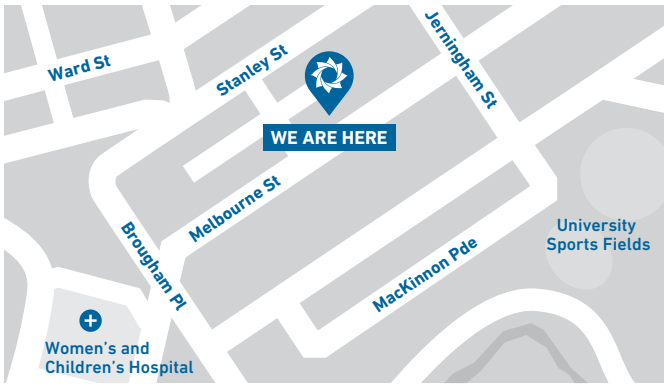 Ward St
Stanley St
Jerningham St
WE ARE HERE
Melbourne St
Brougham Pl
MacKinnon Pde
University
Sports Fields
Women's and
Children's Hospital